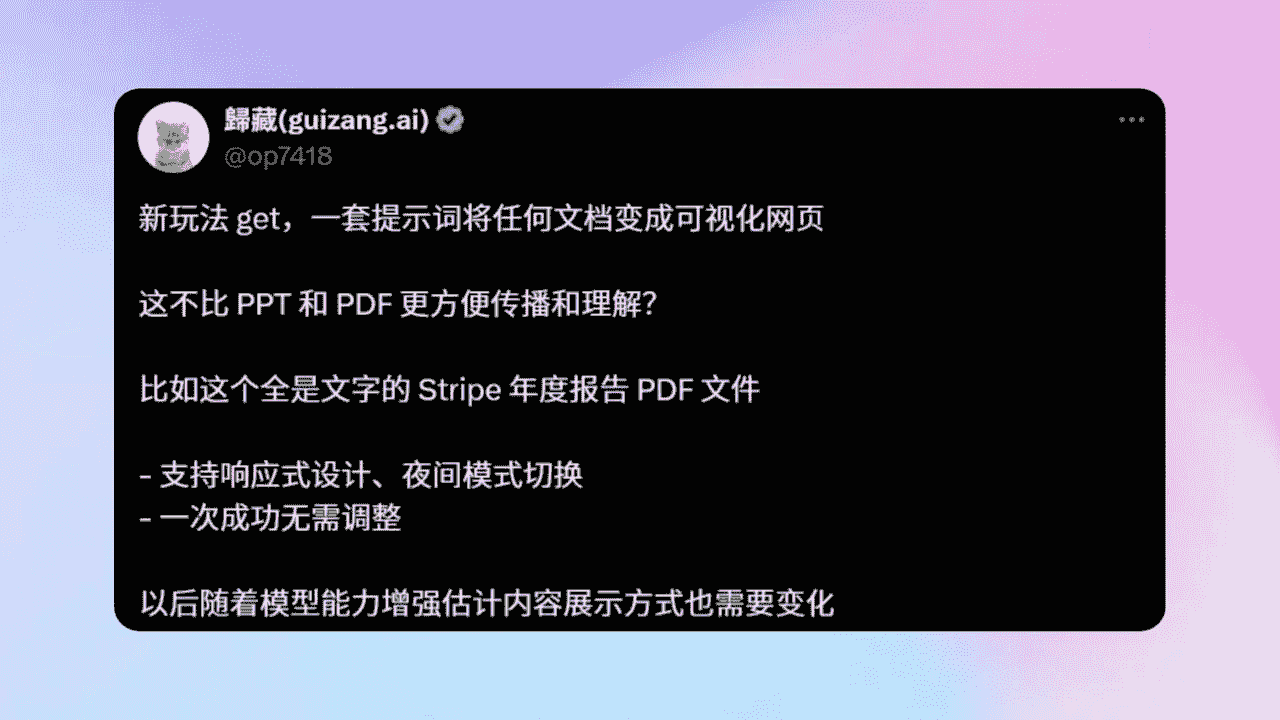 歸藏(guizang.ai)
@op7418
新玩法 get，一套提示词将任何文档变成可视化网页
这不比 PPT 和 PDF 更方便传播和理解？
比如这个全是文字的 Stripe 年度报告 PDF 文件
- 支持响应式设计、夜间模式切换
- 一次成功无需调整
以后随着模型能力增强估计内容展示方式也需要变化